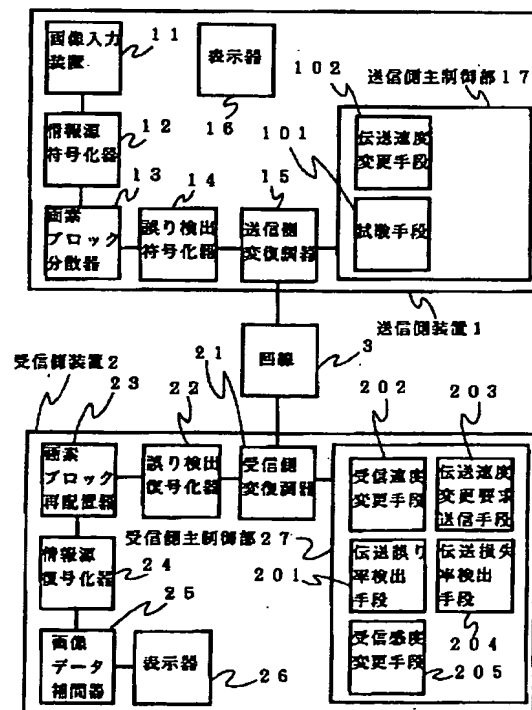 画像入力
装置
11
表示器
16
送信側主制御部17
102
伝送速度
変更手段
101
試験手段
情報源
符号化器
12
画素
ブロック
分散器
13
誤り検出
符号化器
14
送信側
変復調器
15
送信側装置1
回線
3
受信側装置2
画素
ブロック
再配置器
23
誤り検出
復号化器
22
受信側
変復調器
21
202
受信速度
変更手段
203
伝送速度
変更要求
送信手段
受信側主制御部27
伝送誤り
率検出
手段
201
伝送損失
率検出
手段
204
受信感度
変更手段
205
情報源
復号化器
24
画像
データ
補間器
25
表示器
26